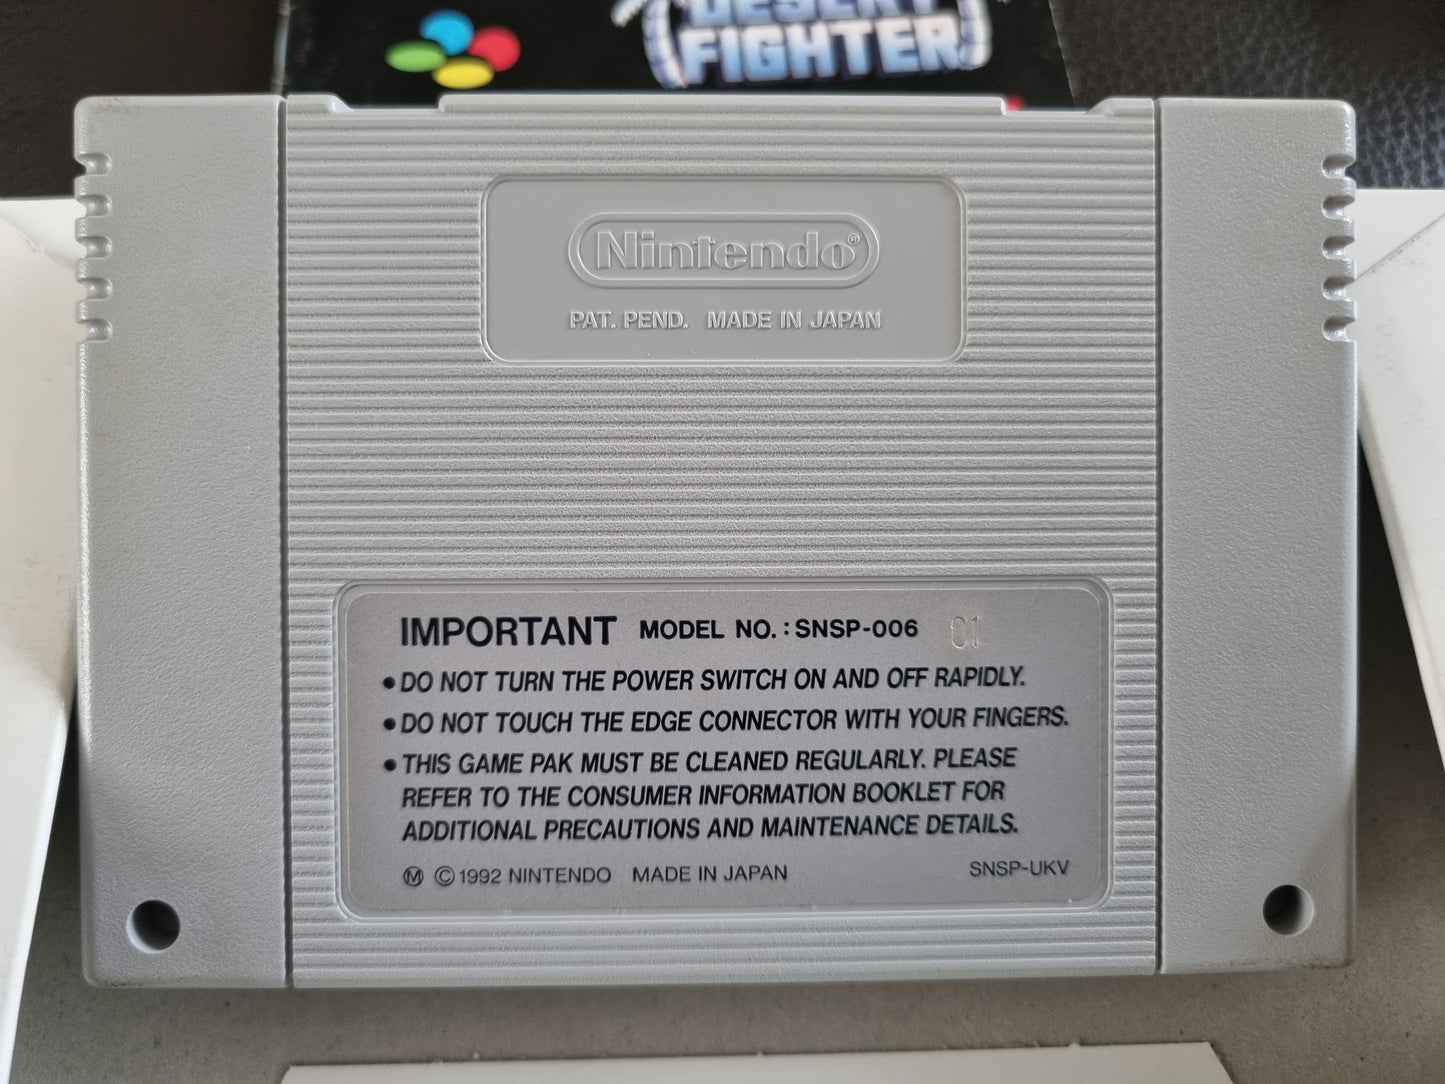 DESERT
FIGHTER
Nintendo®
PAT. PEND. MADE IN JAPAN
IMPORTANT MODEL NO.: SNSP-006 01
•DO NOT TURN THE POWER SWITCH ON AND OFF RAPIDLY.
•DO NOT TOUCH THE EDGE CONNECTOR WITH YOUR FINGERS.
•THIS GAME PAK MUST BE CLEANED REGULARLY. PLEASE
REFER TO THE CONSUMER INFORMATION BOOKLET FOR
ADDITIONAL PRECAUTIONS AND MAINTENANCE DETAILS.
Ⓜ ©1992 NINTENDO MADE IN JAPAN SNSP-UKV